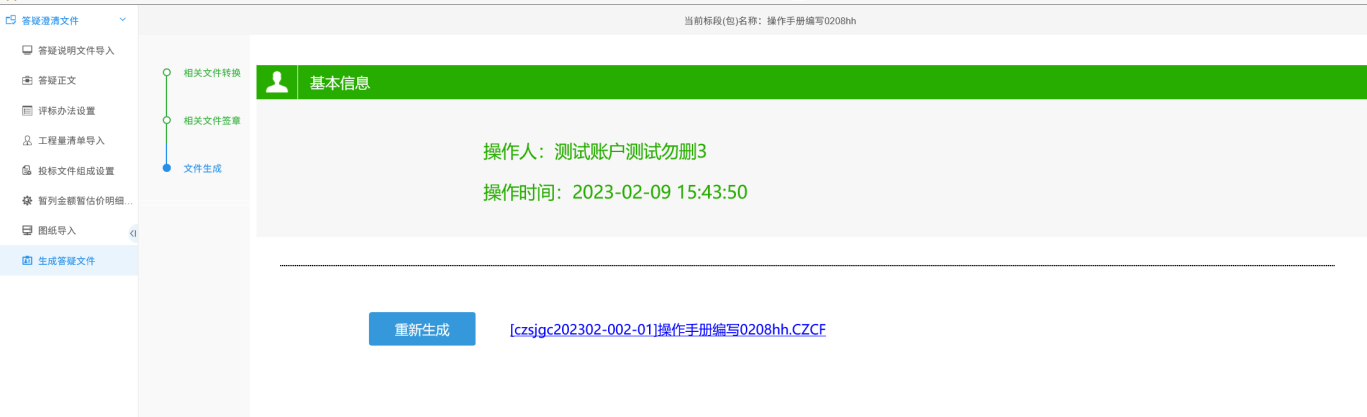 答疑澄清文件
当前标段(包)名称：操作手册编写0208hh
答疑说明文件导入
答疑正文
评标办法设置
工程量清单导入
投标文件组成设置
暂列金额暂估价明细...
图纸导入
生成答疑文件
相关文件转换
相关文件签章
文件生成
基本信息
操作人：测试账户测试勿删3
操作时间：2023-02-09 15:43:50
重新生成
[czsjgc202302-002-01]操作手册编写0208hh.CZCF